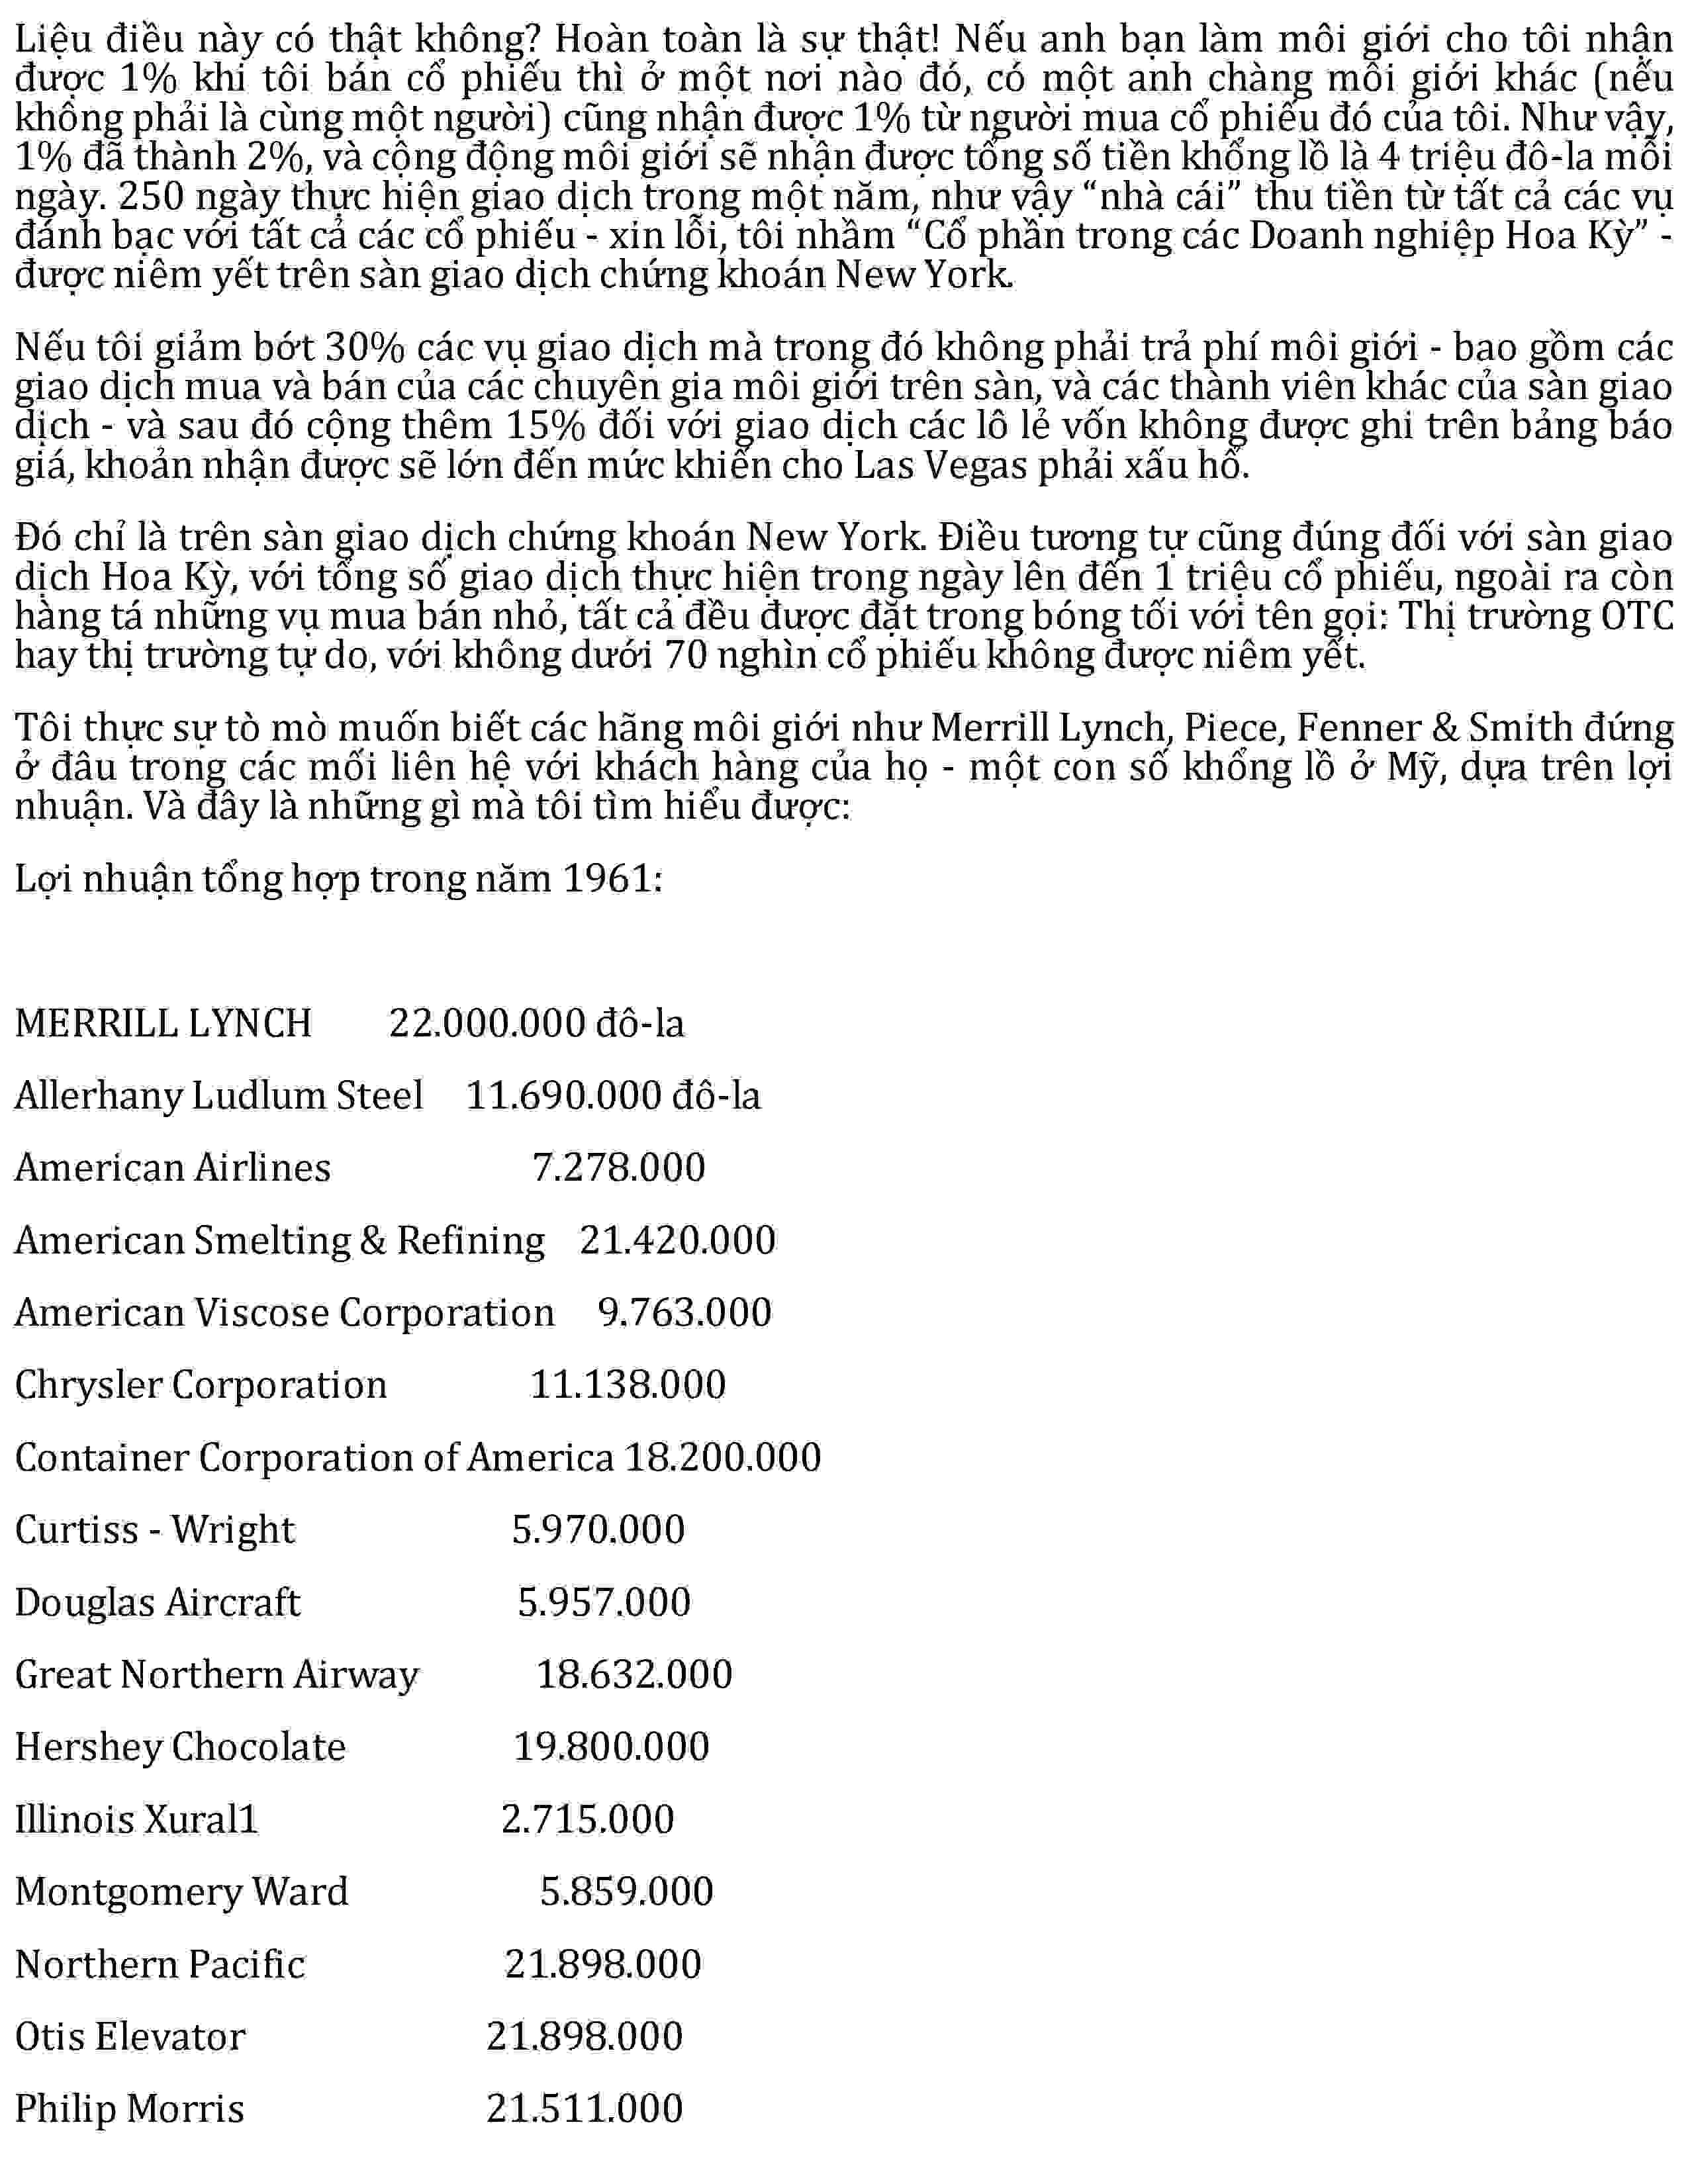 Liệu điều này có thật không? Hoàn toàn là sự thật! Nếu anh bạn làm môi giới cho tôi nhận
được 1% khi tôi bán cổ phiếu thì ở một nơi nào đó, có một anh chàng môi giới khác (nếu
không phải là cùng một người) cũng nhận được 1% từ người mua cổ phiếu đó của tôi. Như vậy,
1% đã thành 2%, và cộng động môi giới sẽ nhận được tổng số tiền khổng lồ là 4 triệu đô-la mỗi
ngày. 250 ngày thực hiện giao dịch trong một năm, như vậy “nhà cái” thu tiền từ tất cả các vụ
đánh bạc với tất cả các cổ phiếu - xin lỗi, tôi nhầm “Cổ phần trong các Doanh nghiệp Hoa Kỳ” -
được niêm yết trên sàn giao dịch chứng khoán New York.
Nếu tôi giảm bớt 30% các vụ giao dịch mà trong đó không phải trả phí môi giới - bao gồm các
giao dịch mua và bán của các chuyên gia môi giới trên sàn, và các thành viên khác của sàn giao
dịch - và sau đó cộng thêm 15% đối với giao dịch các lô lẻ vốn không được ghi trên bảng báo
giá, khoản nhận được sẽ lớn đến mức khiến cho Las Vegas phải xấu hổ.
Đó chỉ là trên sàn giao dịch chứng khoán New York. Điều tương tự cũng đúng đối với sàn giao
dịch Hoa Kỳ, với tổng số giao dịch thực hiện trong ngày lên đến 1 triệu cổ phiếu, ngoài ra còn
hàng tá những vụ mua bán nhỏ, tất cả đều được đặt trong bóng tối với tên gọi: Thị trường OTC
hay thị trường tự do, với không dưới 70 nghìn cổ phiếu không được niêm yết.
Tôi thực sự tò mò muốn biết các hãng môi giới như Merrill Lynch, Piece, Fenner & Smith đứng
ở đâu trong các mối liên hệ với khách hàng của họ - một con số khổng lồ ở Mỹ, dựa trên lợi
nhuận. Và đây là những gì mà tôi tìm hiểu được:
Lợi nhuận tổng hợp trong năm 1961:
MERRILL LYNCH 22.000.000 đô-la
Allerhany Ludlum Steel 11.690.000 đô-la
American Airlines 7.278.000
American Smelting & Refining 21.420.000
American Viscose Corporation 9.763.000
Chrysler Corporation 11.138.000
Container Corporation of America 18.200.000
Curtiss - Wright 5.970.000
Douglas Aircraft 5.957.000
Great Northern Airway 18.632.000
Hershey Chocolate 19.800.000
Illinois Xural1 2.715.000
Montgomery Ward 5.859.000
Northern Pacific 21.898.000
Otis Elevator 21.898.000
Philip Morris 21.511.000